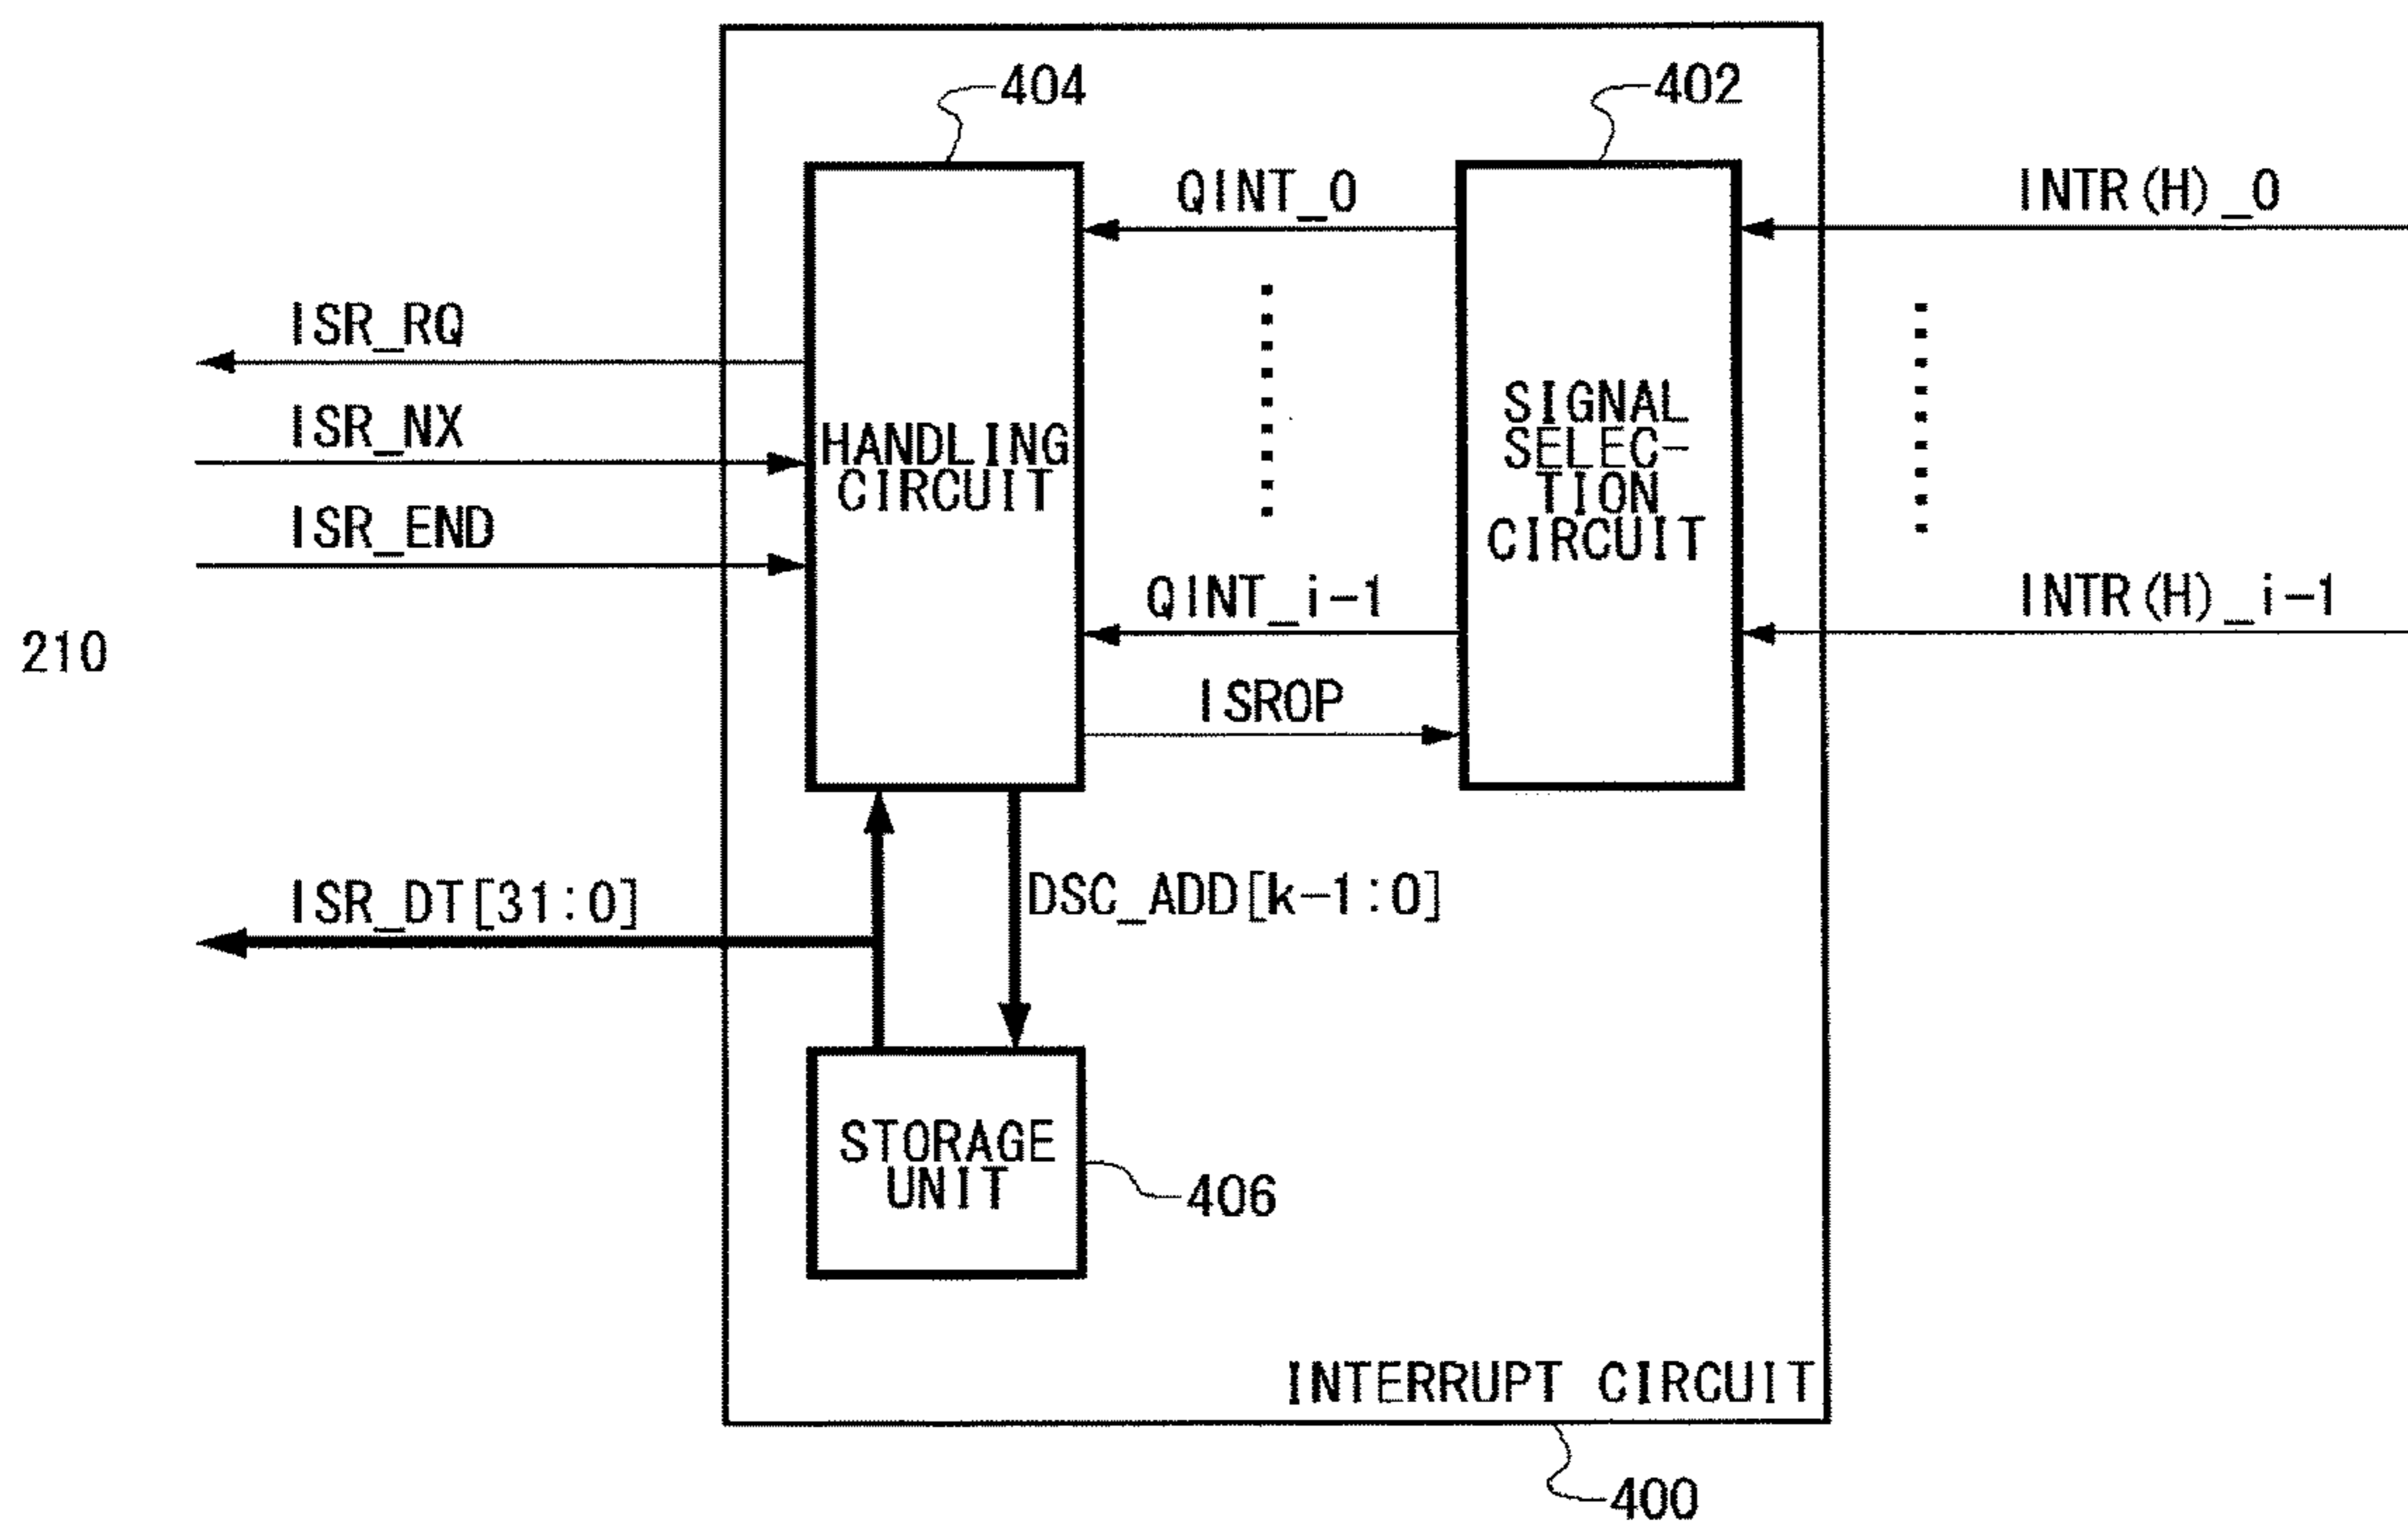 404
402
QINT_0
INTR(H)_0
ISR_RQ
ISR_NX
ISR_END
HANDLING
CIRCUIT
SIGNAL
SELEC-
TION
CIRCUIT
QINT_i-1
INTR(H)_i-1
210
ISROP
ISR_DT[31:0]
DSC_ADD[k-1:0]
STORAGE
UNIT
406
INTERRUPT CIRCUIT
400